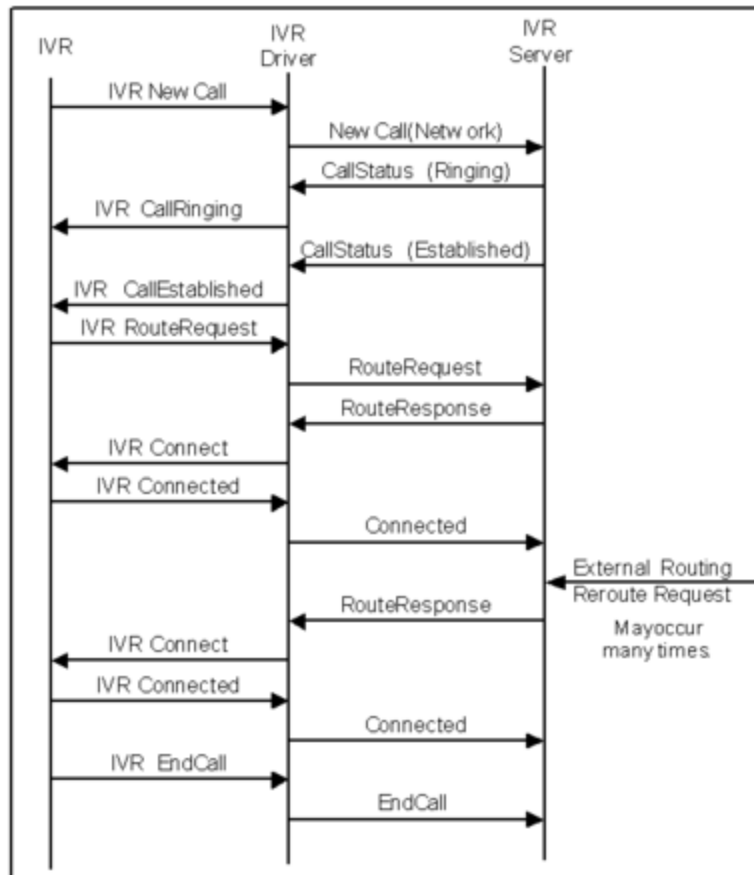 IVR
IVR
Driver
IVR
Server
IVR New Call
New Call(Netw ork)
CallStatus (Ringing)
IVR CallRinging
CallStatus (Established)
IVR CallEstablished
IVR RouteRequest
RouteRequest
RouteResponse
IVR Connect
IVR Connected
Connected
External Routing
Reroute Request
RouteResponse
Mayoccur
many times.
IVR Connect
IVR Connected
Connected
IVR EndCall
EndCall